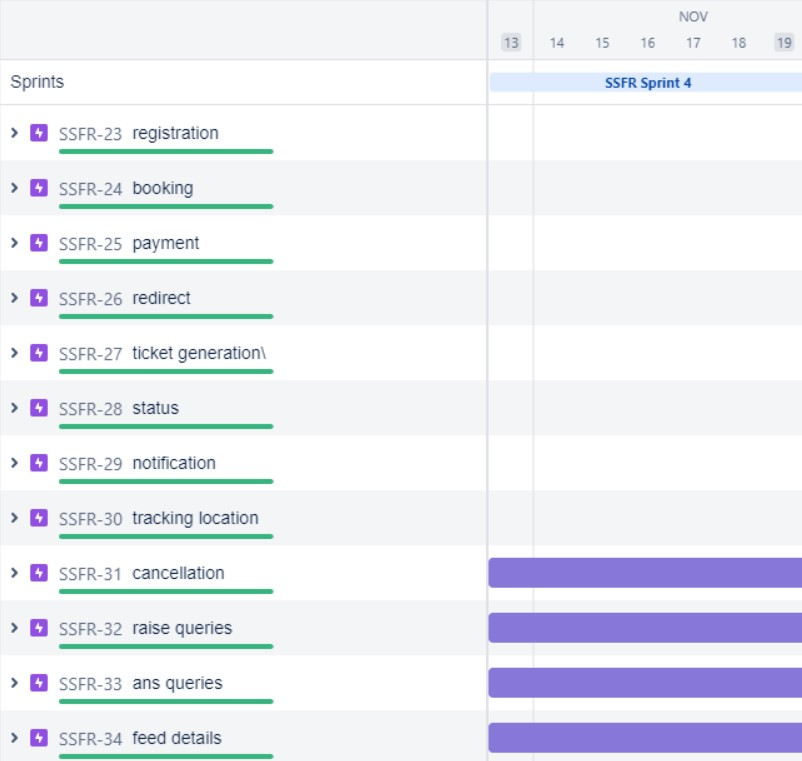 NOV
13 14 15 16 17 18 19
Sprints SSFR Sprint 4
SSFR-23 registration
SSFR-24 booking
SSFR-25 payment
SSFR-26 redirect
SSFR-27 ticket generation\
SSFR-28 status
SSFR-29 notification
SSFR-30 tracking location
SSFR-31 cancellation
SSFR-32 raise queries
SSFR-33 ans queries
SSFR-34 feed details